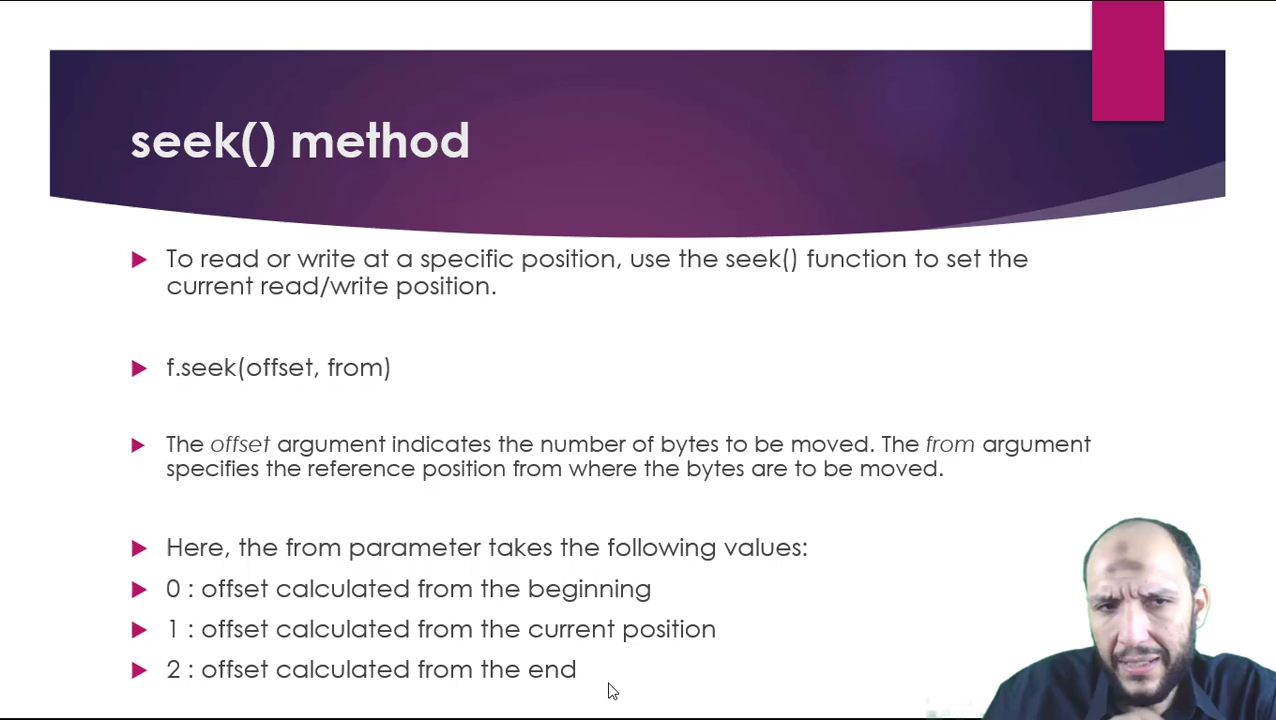 seek() method
To read or write at a specific position, use the seek() function to set the
current read/write position.
f.seek(offset, from)
The offset argument indicates the number of bytes to be moved. The from argument
specifies the reference position from where the bytes are to be moved.
Here, the from parameter takes the following values:
0 : offset calculated from the beginning
1 : offset calculated from the current position
2 : offset calculated from the end